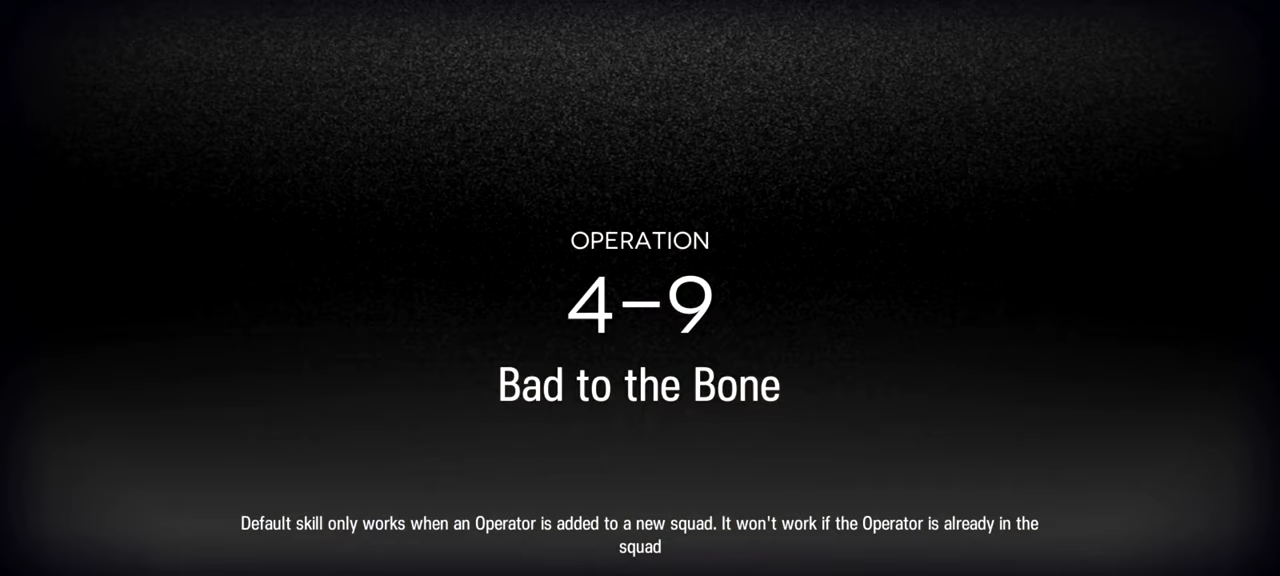 OPERATION
4-9
Bad to the Bone
Default skill only works when an Operator is added to a new squad. It won't work if the Operator is already in the
squad